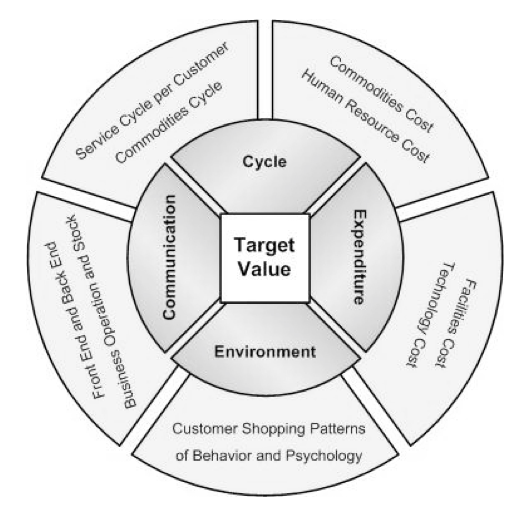 Service Cycle per Customer
Commodities Cycle
Commodities Cost
Human Resource Cost
Cycle
Communication
Expenditure
Target
Value
Environment
Front End and Back End
Business Operation and Stock
Facilities Cost
Technology Cost
Customer Shopping Patterns
of Behavior and Psychology